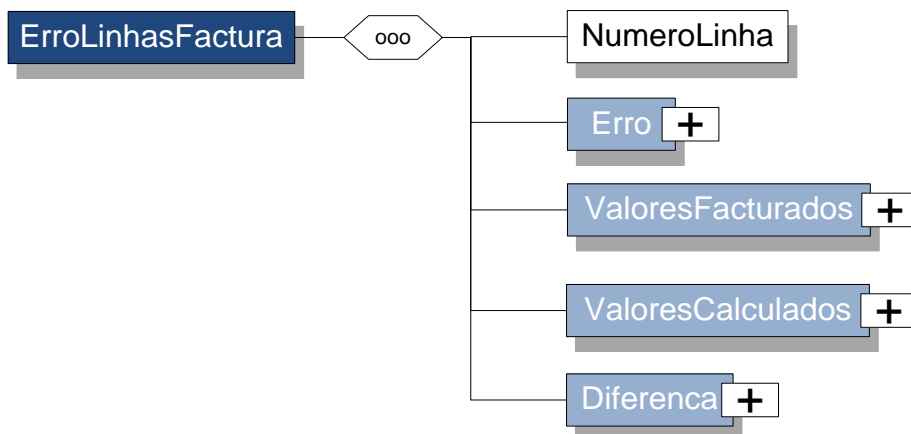 ErroLinhasFactura
ooo
NumeroLinha
Erro +
ValoresFacturados +
ValoresCalculados +
Diferenca +